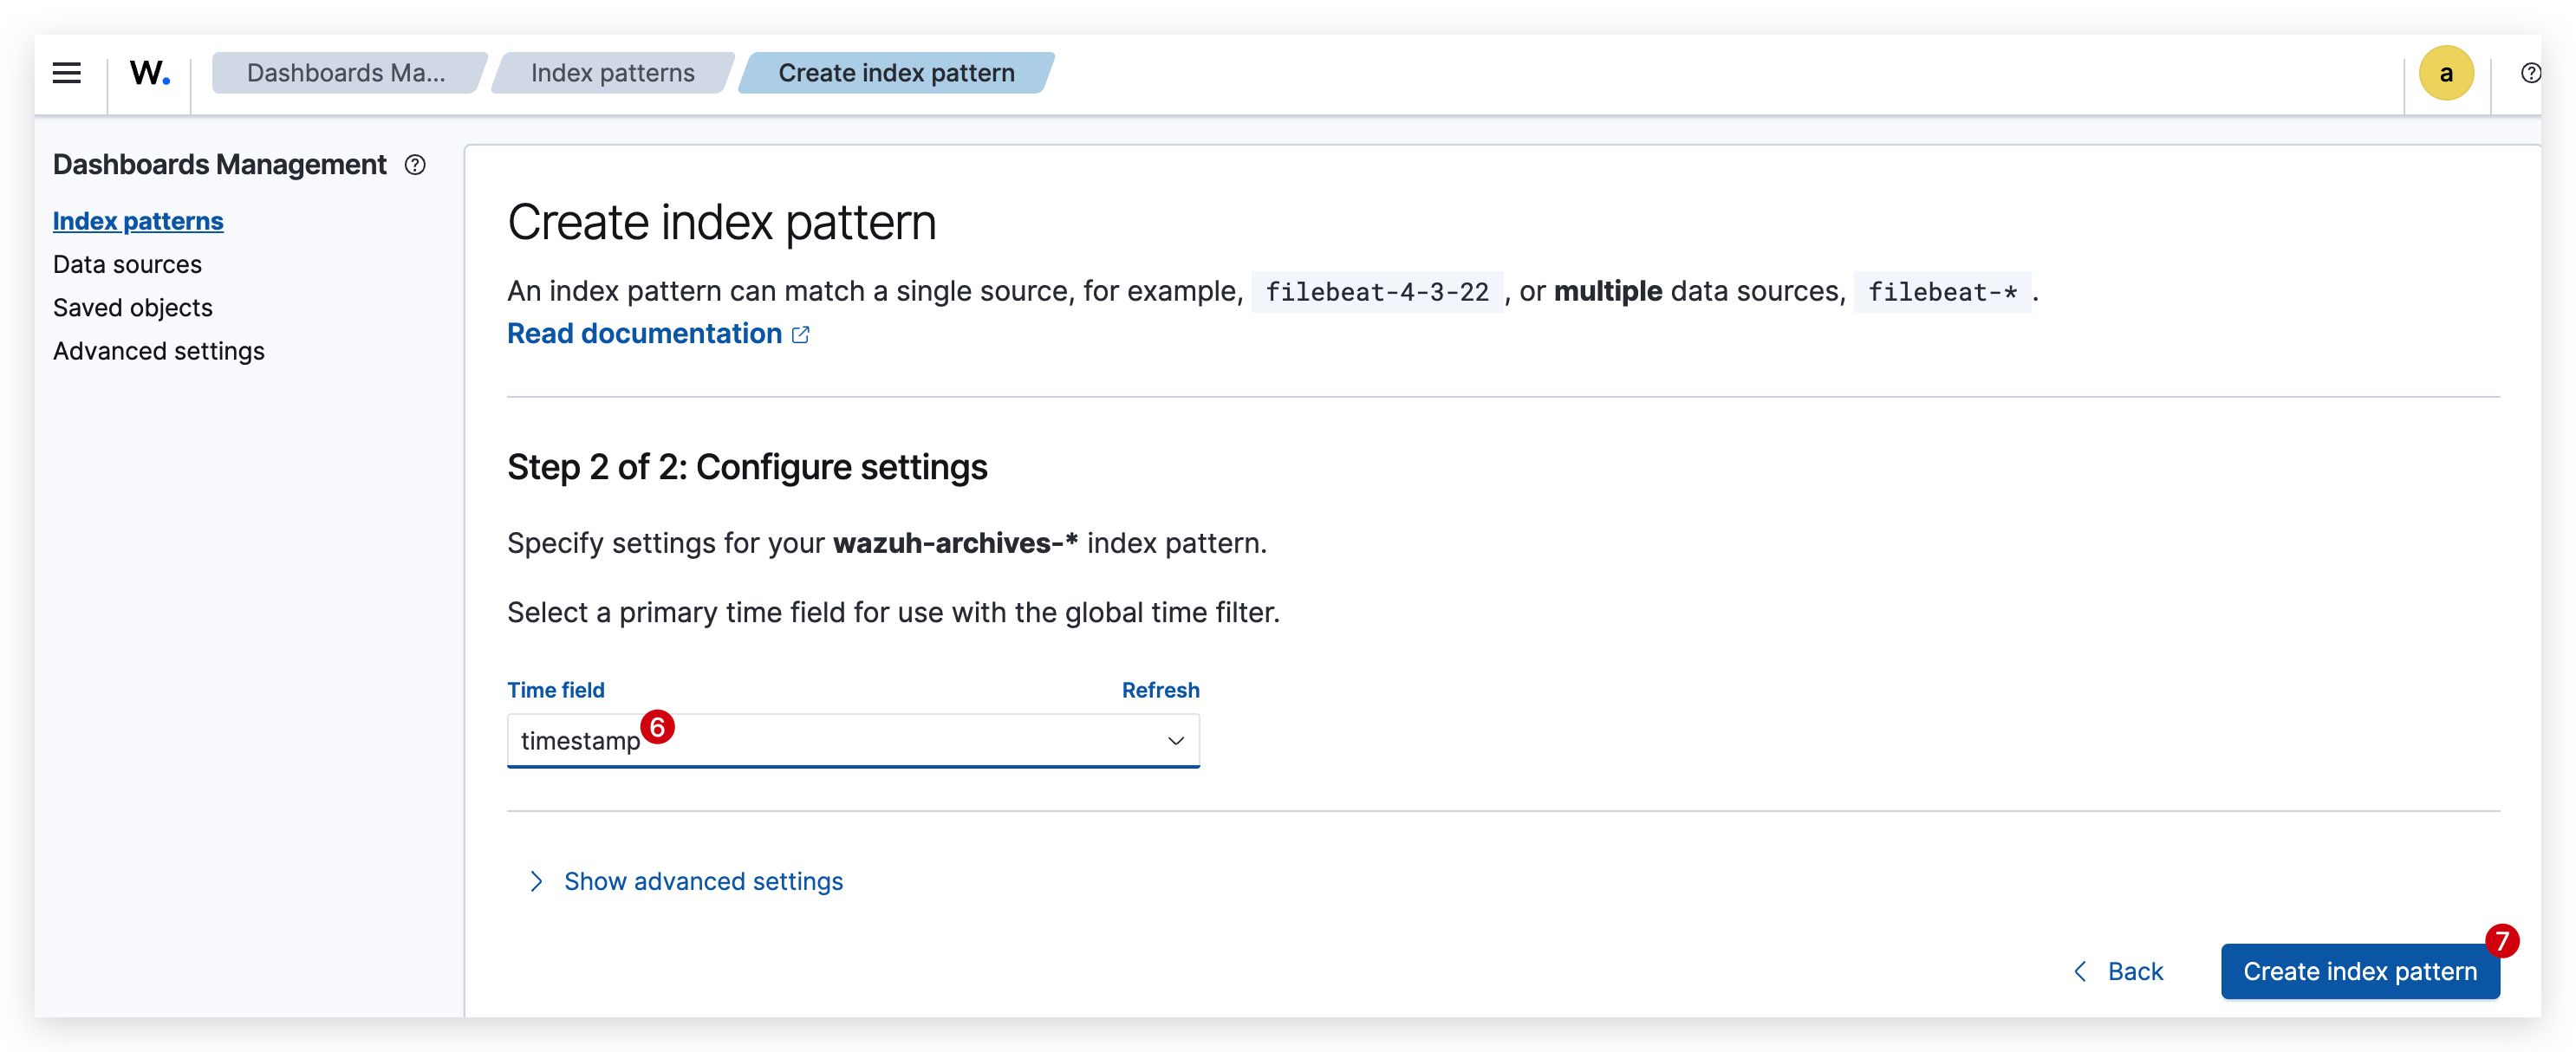 W.
Dashboards Ma...
Index patterns
Create index pattern
a
Dashboards Management
Index patterns
Data sources
Saved objects
Advanced settings
Create index pattern
An index pattern can match a single source, for example, filebeat-4-3-22 , or multiple data sources, filebeat-* .
Read documentation
Step 2 of 2: Configure settings
Specify settings for your wazuh-archives-* index pattern.
Select a primary time field for use with the global time filter.
Time field
Refresh
timestamp
6
Show advanced settings
Back
Create index pattern
7